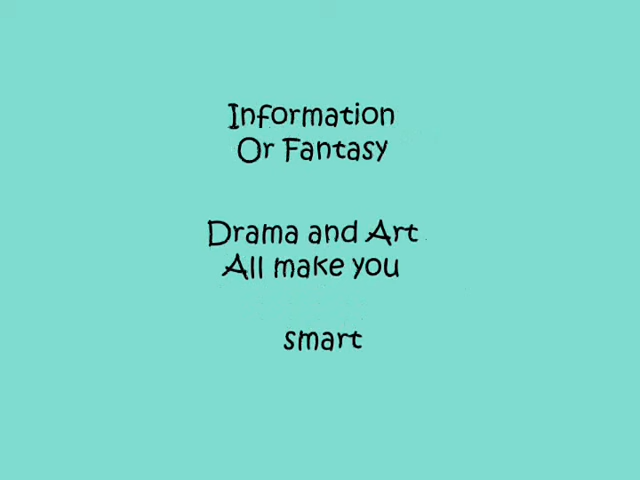 Information
Or Fantasy
Drama and Art
All make you
smart